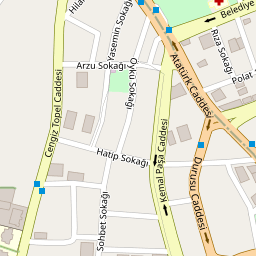 Hila
Yasemin Sokağı
Belediye
Rıza Sokağı
Arzu Sokağı
Öykü Sokağı
Atatürk Caddesi
Polat
Cengiz Topel Caddesi
Kemal Paşa Caddesi
Hatip Sokağı
Durusu Caddesi
Sohbet Sokağı